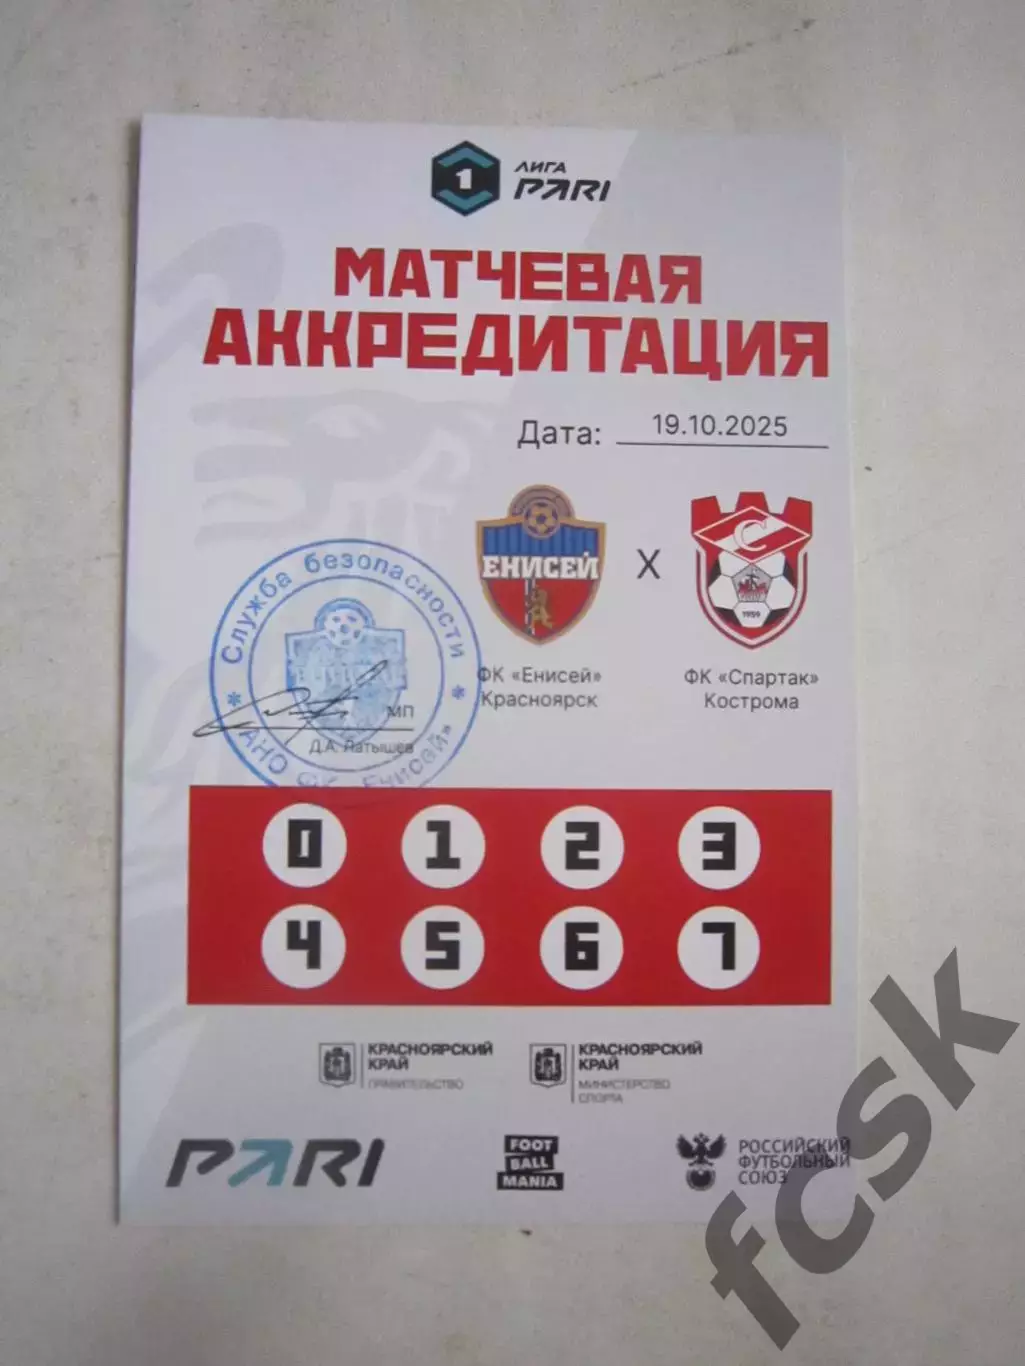 1
ЛИГА
PARI
МАТЧЕВАЯ
АККРЕДИТАЦИЯ
Дата: 19.10.2025
ЕНИСЕЙ
X
С
1959
ФК «Енисей»
Красноярск
ФК «Спартак»
Кострома
* Служба безопасности *
АНО ФК «Енисей»
МП
Д.А. Латышев
0 1 2 3
4 5 6 7
КРАСНОЯРСКИЙ
КРАЙ
ПРАВИТЕЛЬСТВО
КРАСНОЯРСКИЙ
КРАЙ
МИНИСТЕРСТВО
СПОРТА
PARI
FOOT
BALL
MANIA
РОССИЙСКИЙ
ФУТБОЛЬНЫЙ
СОЮЗ
fcsk